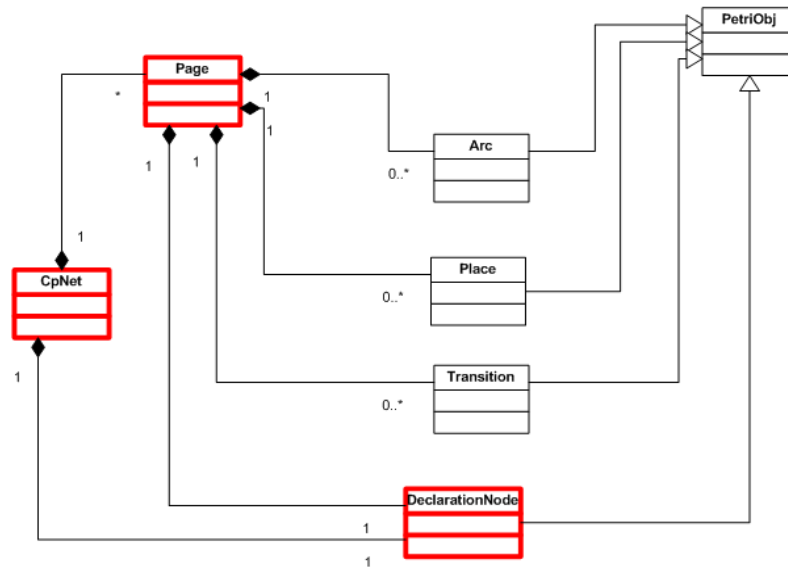 PetriObj
Page
*
1
1
1
1
Arc
0..*
1
CpNet
Place
0..*
1
Transition
0..*
DeclarationNode
1
1